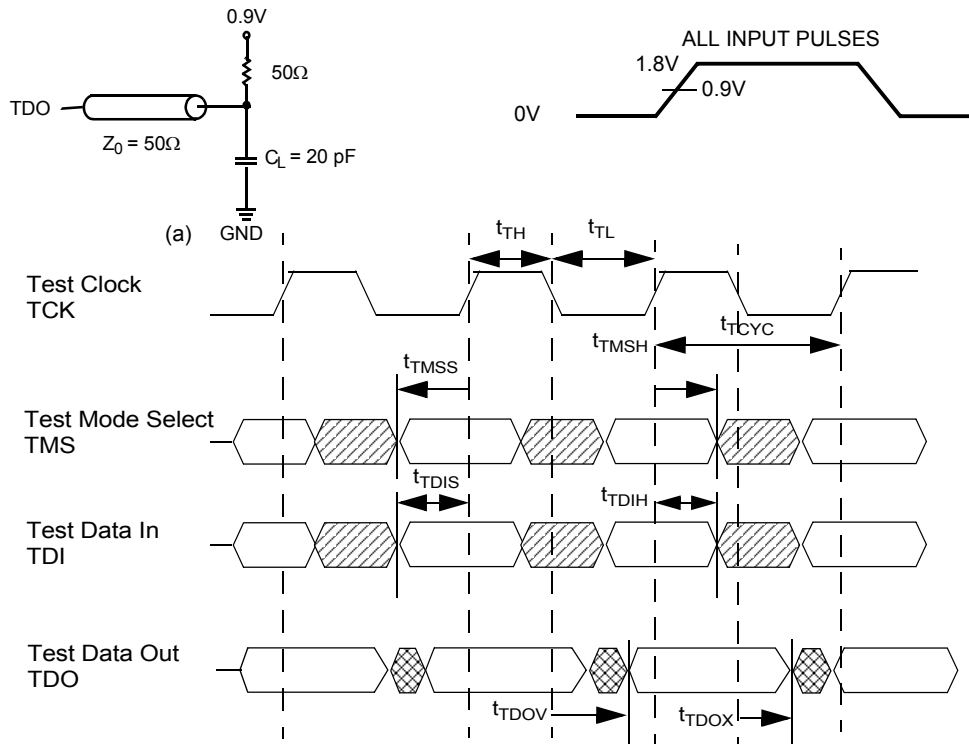 0.9V
50Ω
TDO
Z0 = 50Ω
CL = 20 pF
(a)
GND
ALL INPUT PULSES
1.8V
0.9V
0V
tTH
tTL
Test Clock
TCK
tTCYC
tTMSH
tTMSS
Test Mode Select
TMS
tTDIS
tTDIH
Test Data In
TDI
Test Data Out
TDO
tTDOV
tTDOX